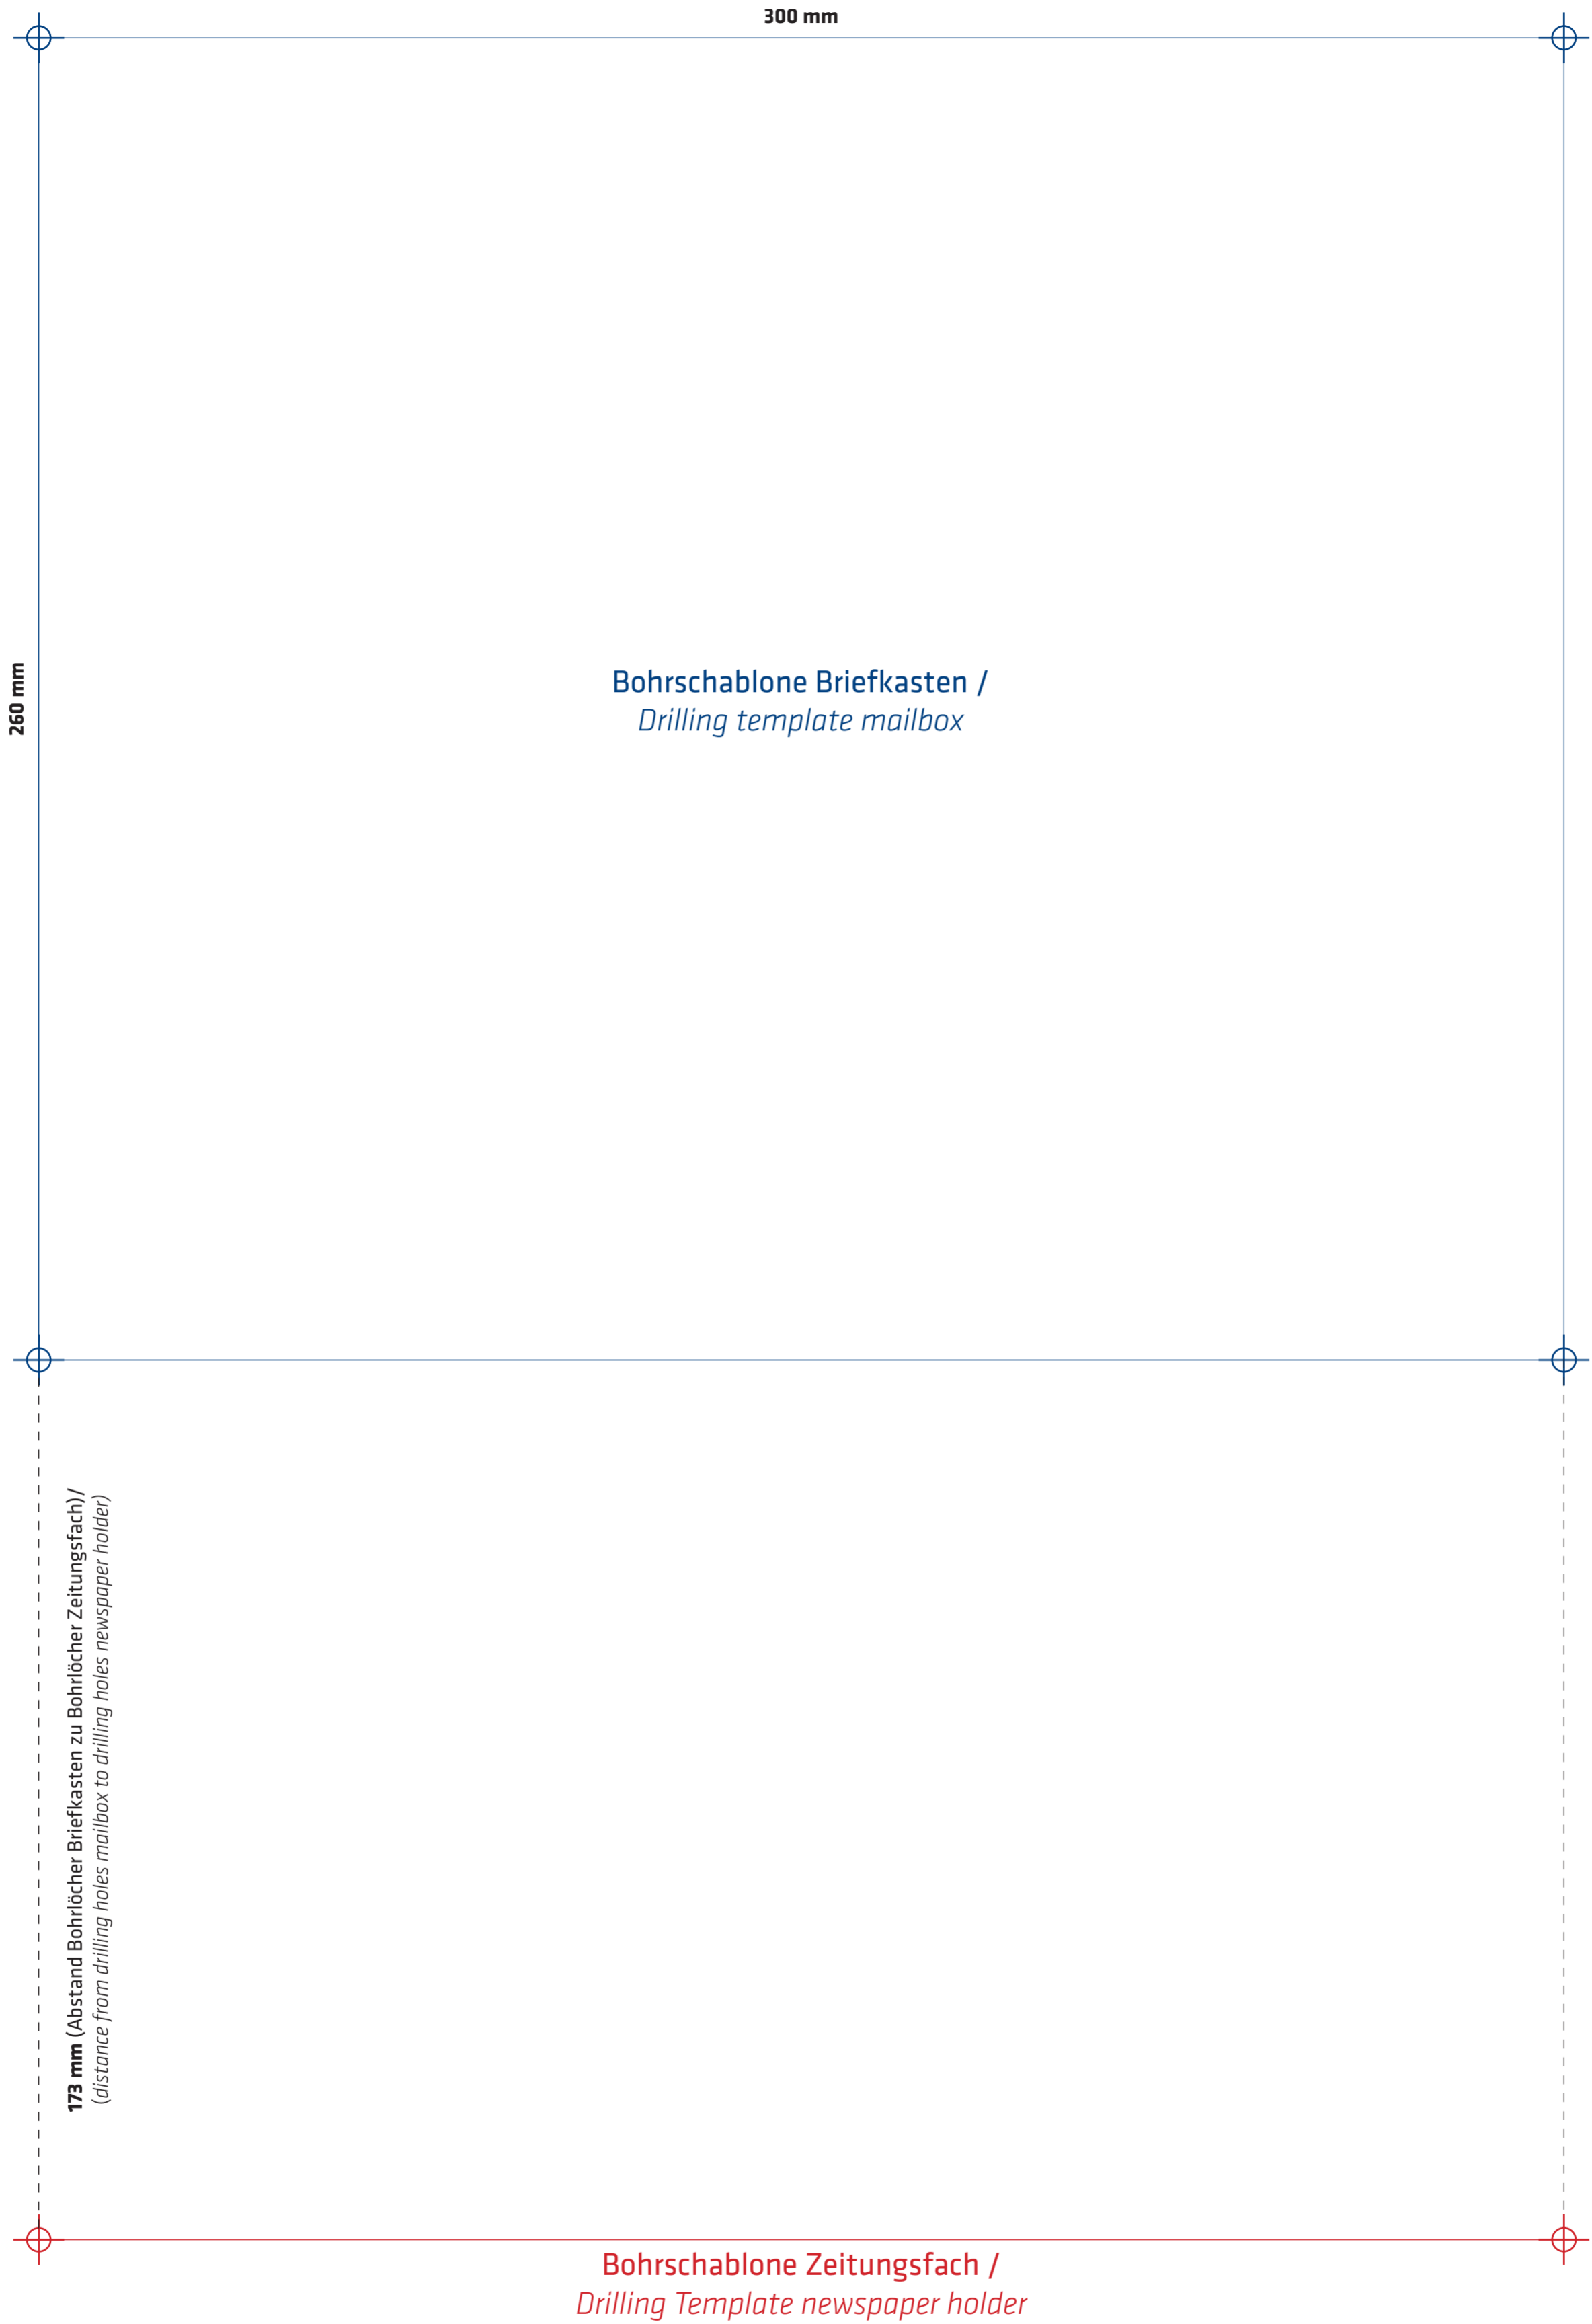 300 mm
260 mm
Bohrschablone Briefkasten /
Drilling template mailbox
173 mm (Abstand Bohrlöcher Briefkasten zu Bohrlöcher Zeitungsfach)/
(distance from drilling holes mailbox to drilling holes newspaper holder)
Bohrschablone Zeitungsfach /
Drilling Template newspaper holder